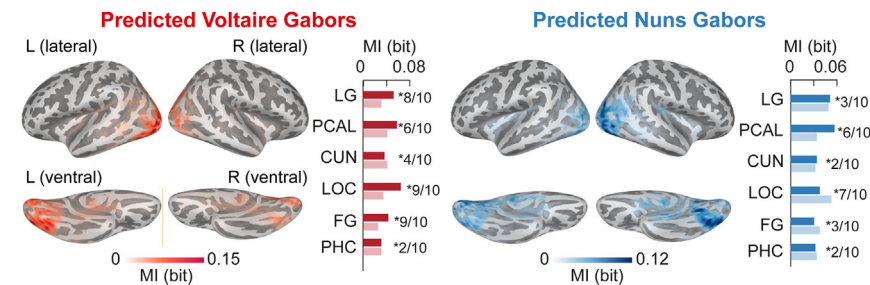 Predicted Voltaire Gabors
L (lateral)
R (lateral)
MI (bit)
0
0.08
LG
*8/10
PCAL
*6/10
CUN
*4/10
LOC
*9/10
FG
*9/10
PHC
*2/10
L (ventral)
R (ventral)
0
0.15
MI (bit)
Predicted Nuns Gabors
MI (bit)
0
0.06
LG
*3/10
PCAL
*6/10
CUN
*2/10
LOC
*7/10
FG
*3/10
PHC
*2/10
0
0.12
MI (bit)